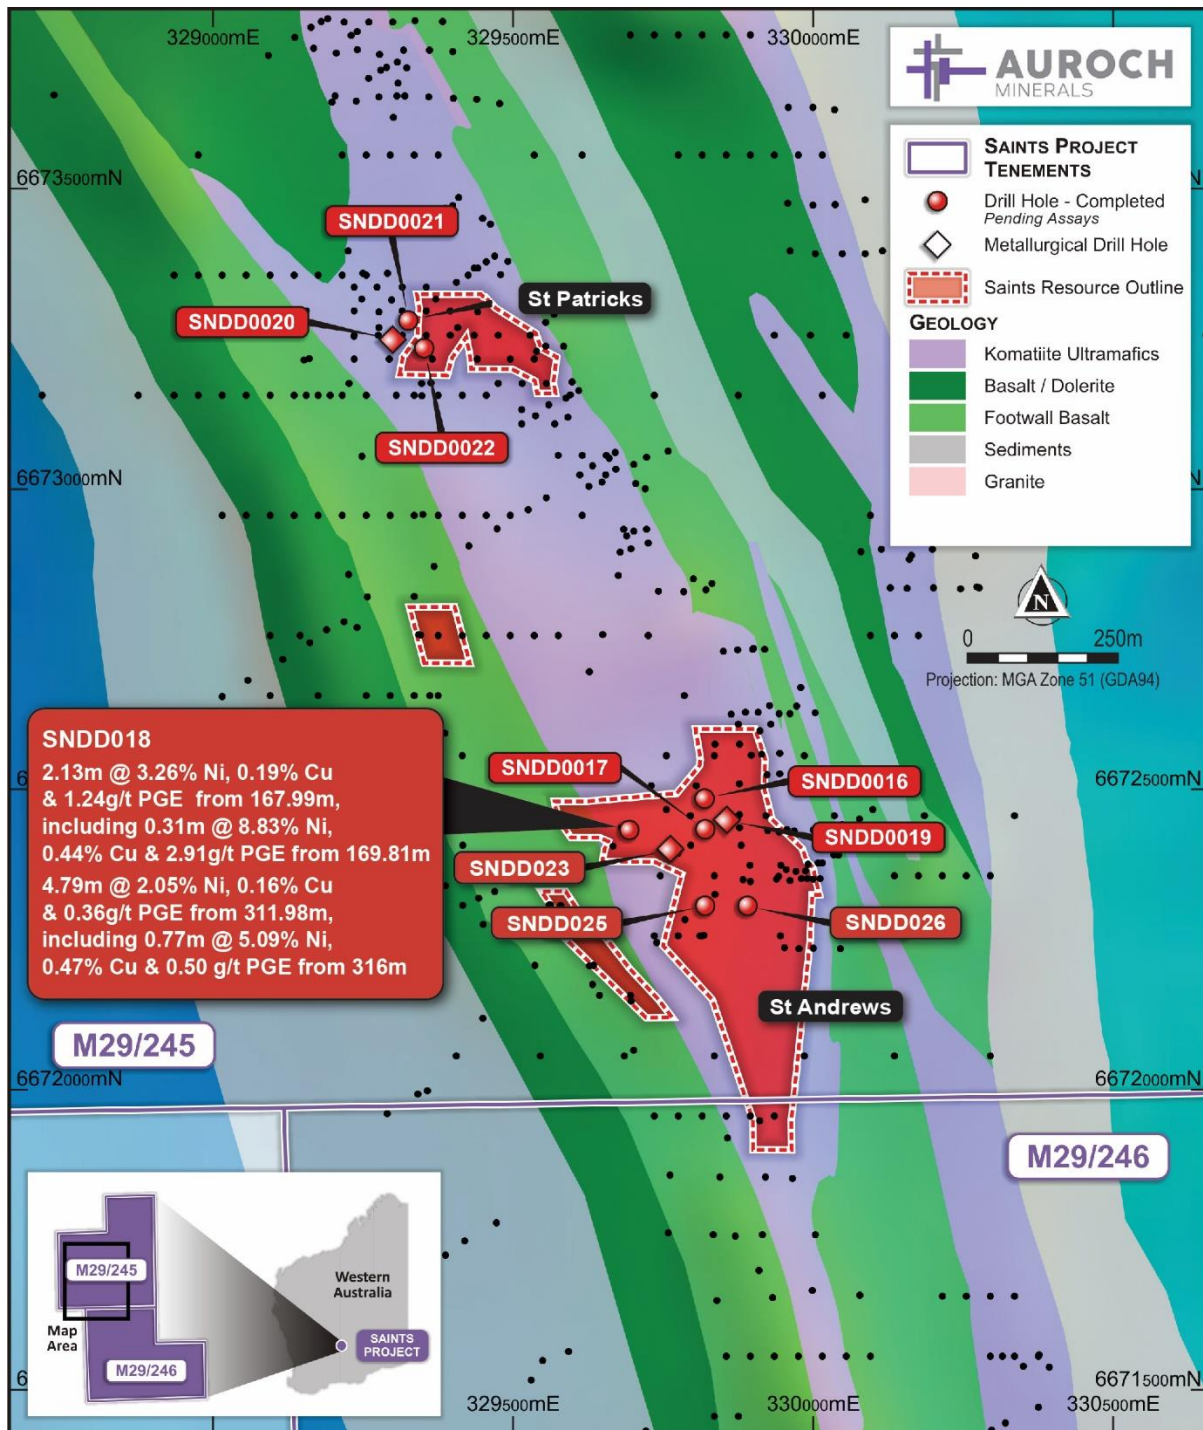 329000mE
329500mE
330000mE
AUROCH
MINERALS
SAINTS PROJECT
TENEMENTS
Drill Hole - Completed
Pending Assays
Metallurgical Drill Hole
Saints Resource Outline
GEOLOGY
Komatiite Ultramafics
Basalt / Dolerite
Footwall Basalt
Sediments
Granite
6673500mN
SNDD0021
St Patricks
SNDD0020
SNDD0022
6673000mN
N
0
250m
Projection: MGA Zone 51 (GDA94)
SNDD018
2.13m @ 3.26% Ni, 0.19% Cu
& 1.24g/t PGE from 167.99m,
including 0.31m @ 8.83% Ni,
0.44% Cu & 2.91g/t PGE from 169.81m
4.79m @ 2.05% Ni, 0.16% Cu
& 0.36g/t PGE from 311.98m,
including 0.77m @ 5.09% Ni,
0.47% Cu & 0.50 g/t PGE from 316m
SNDD0017
SNDD0016
6672500mN
SNDD0019
SNDD023
SNDD025
SNDD026
St Andrews
M29/245
6672000mN
6672000mN
M29/246
M29/245
Map
Area
M29/246
Western
Australia
SAINTS
PROJECT
6671500mN
329500mE
330000mE
330500mE